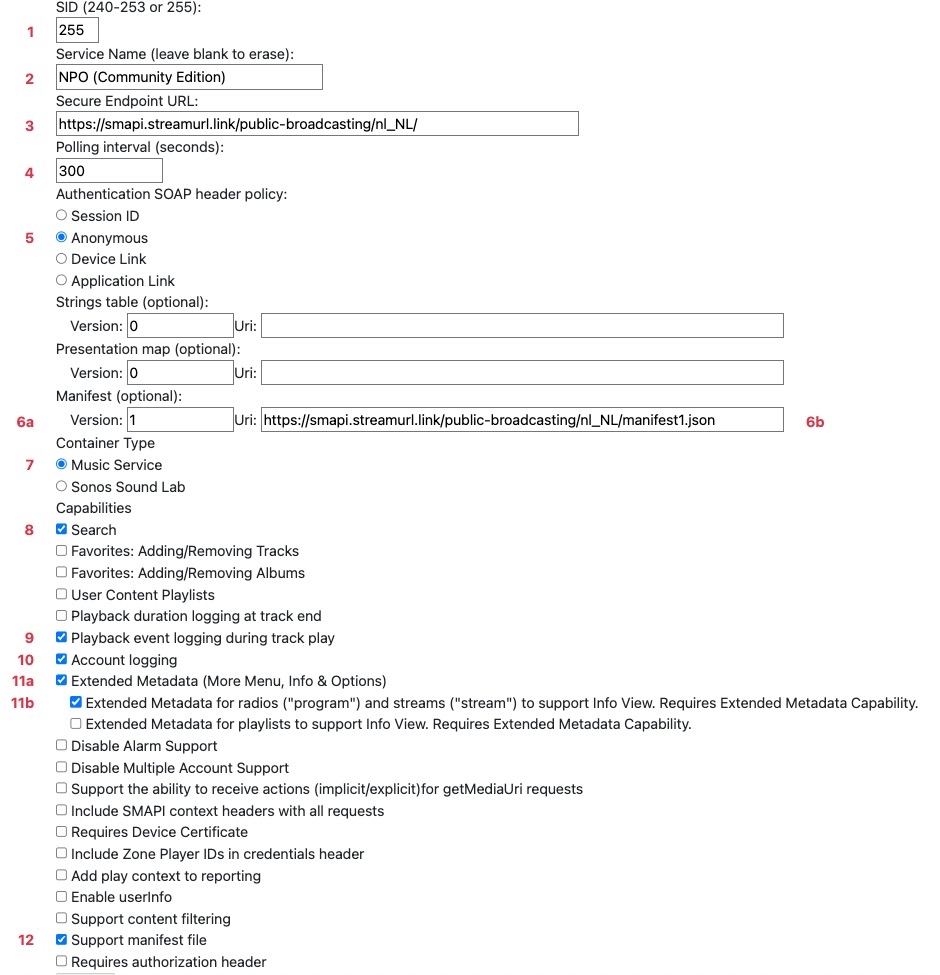 SID (240-253 or 255):
1 255
Service Name (leave blank to erase):
2 NPO (Community Edition)
Secure Endpoint URL:
3 https://smapi.streamurl.link/public-broadcasting/nl_NL/
Polling interval (seconds):
4 300
Authentication SOAP header policy:
Session ID
5 Anonymous
Device Link
Application Link
Strings table (optional):
Version: 0 Uri:
Presentation map (optional):
Version: 0 Uri:
Manifest (optional):
6a Version: 1 Uri: https://smapi.streamurl.link/public-broadcasting/nl_NL/manifest1.json 6b
Container Type
7 Music Service
Sonos Sound Lab
Capabilities
8 Search
Favorites: Adding/Removing Tracks
Favorites: Adding/Removing Albums
User Content Playlists
Playback duration logging at track end
9 Playback event logging during track play
10 Account logging
11a Extended Metadata (More Menu, Info & Options)
11b Extended Metadata for radios ("program") and streams ("stream") to support Info View. Requires Extended Metadata Capability.
Extended Metadata for playlists to support Info View. Requires Extended Metadata Capability.
Disable Alarm Support
Disable Multiple Account Support
Support the ability to receive actions (implicit/explicit)for getMediaUri requests
Include SMAPI context headers with all requests
Requires Device Certificate
Include Zone Player IDs in credentials header
Add play context to reporting
Enable userInfo
Support content filtering
12 Support manifest file
Requires authorization header